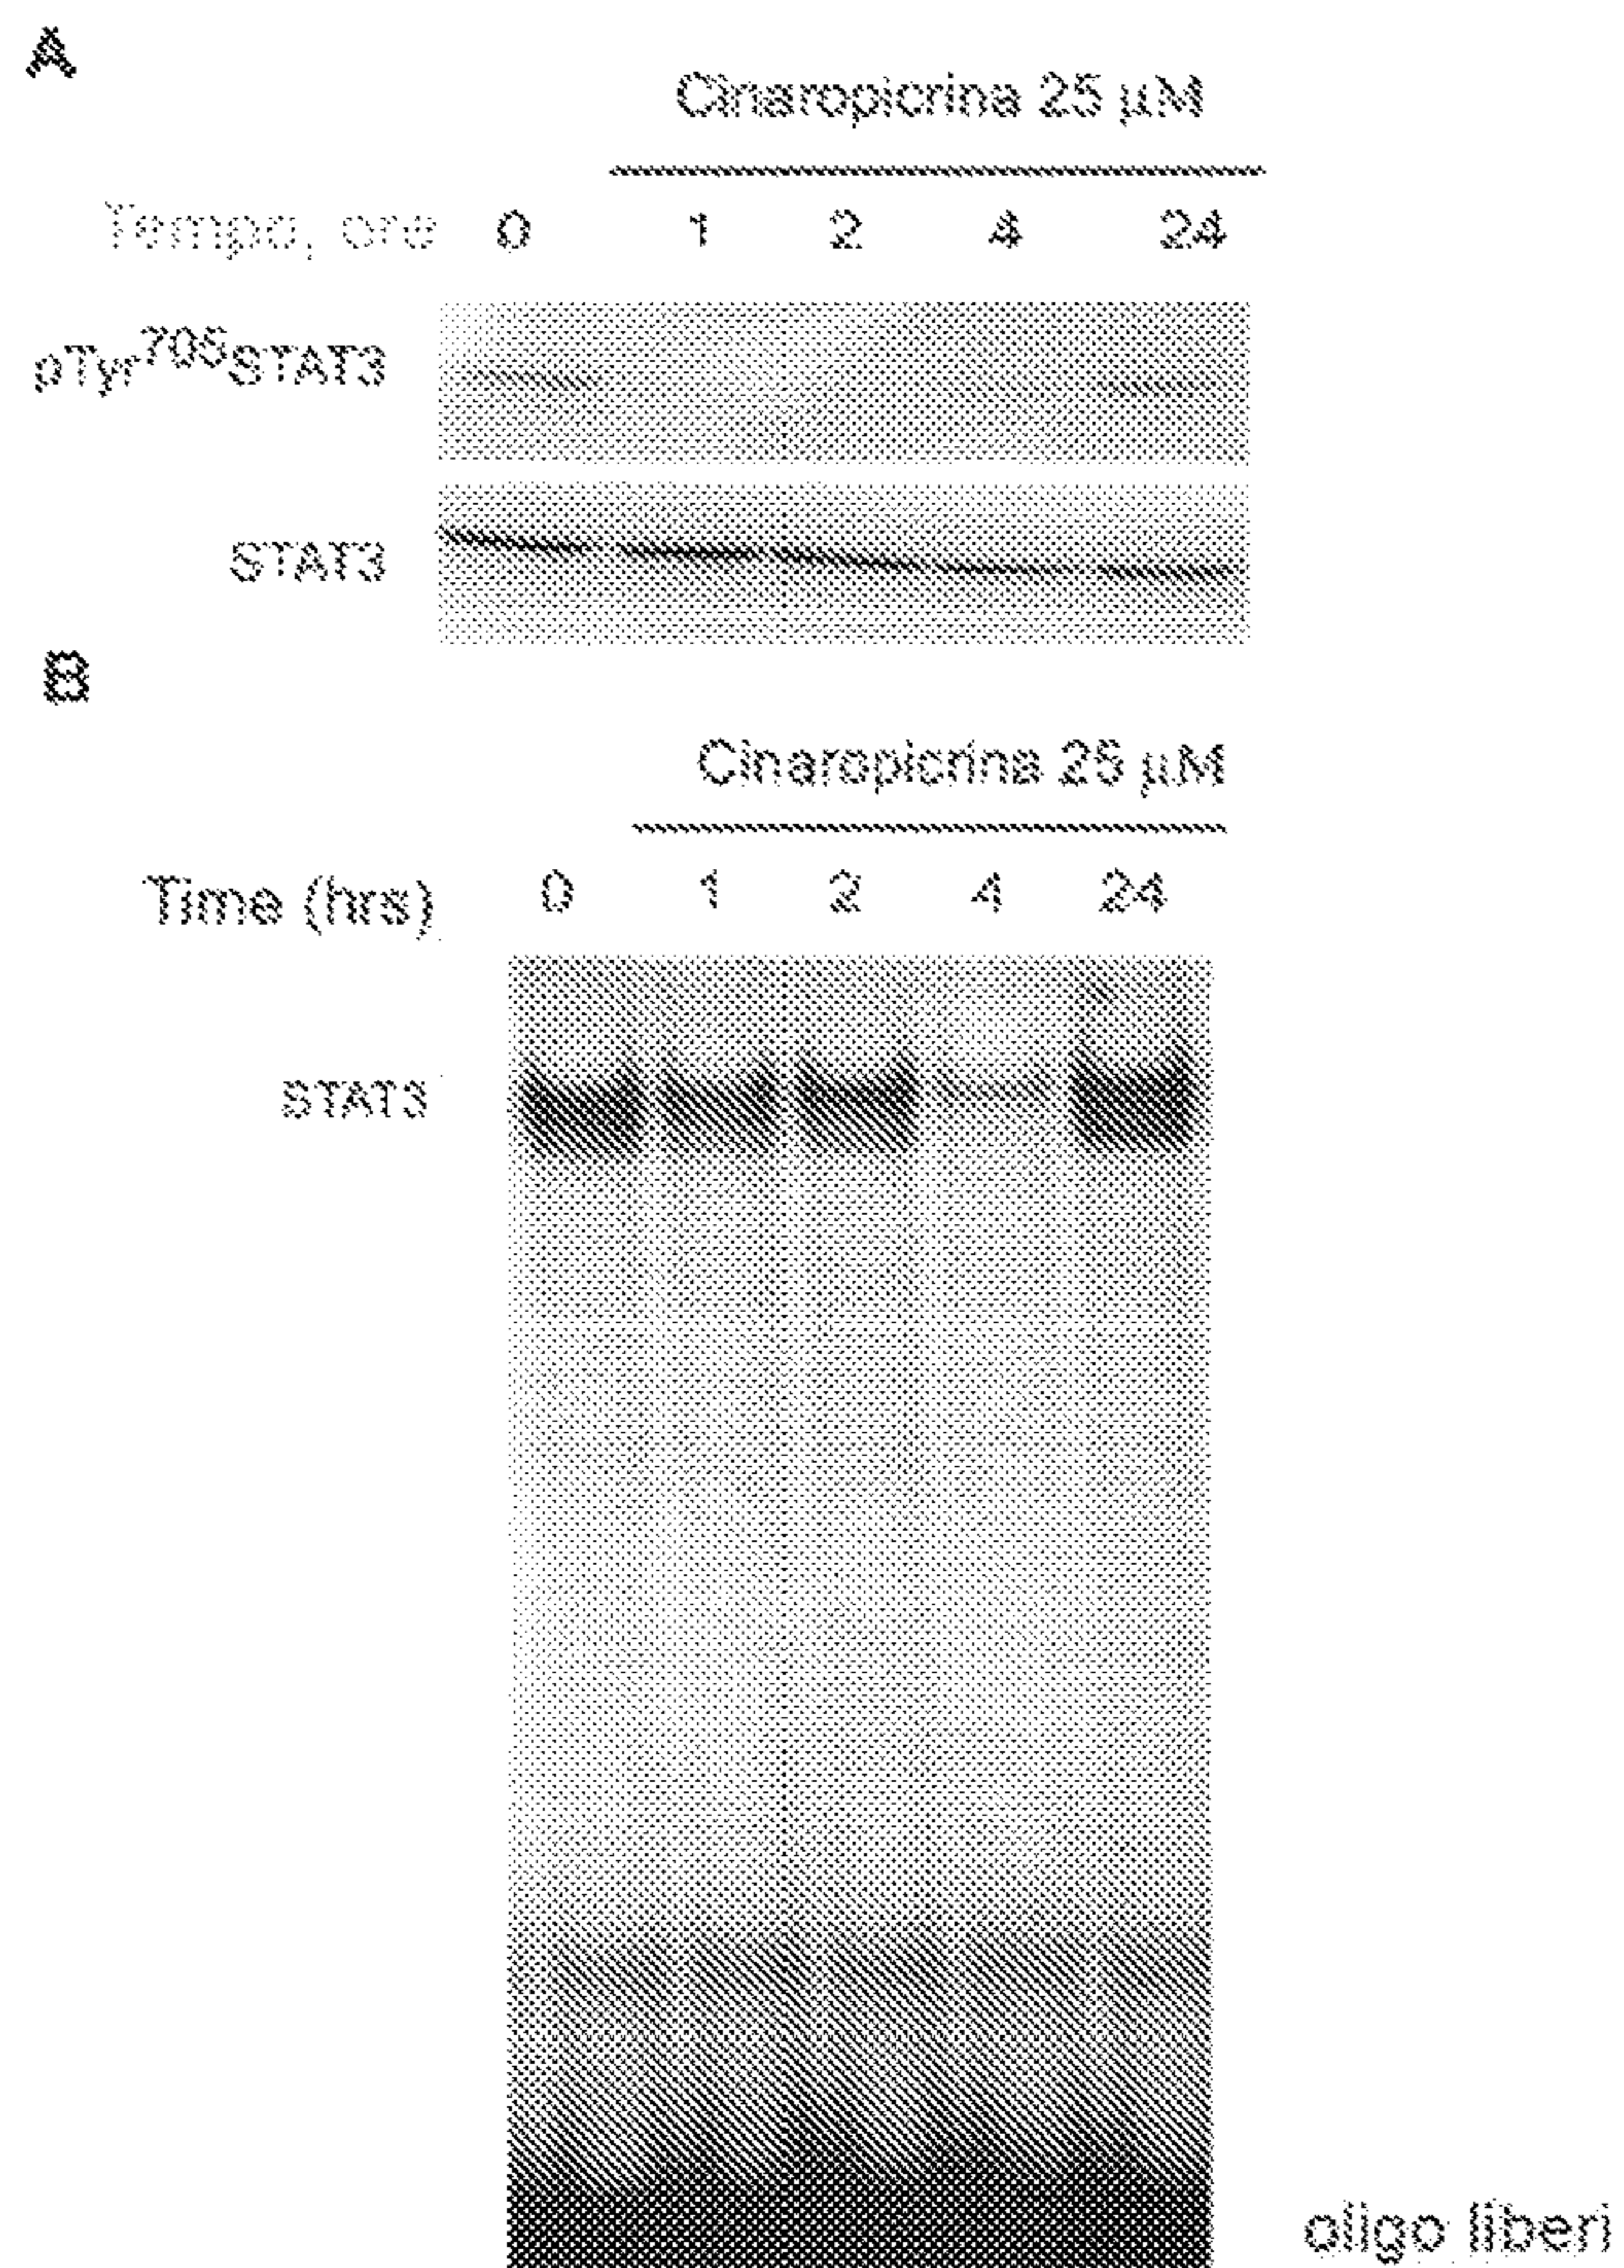 A
Cinaropicrina 25 µM
Tempo, ore 0 1 2 4 24
pTyr⁷⁰⁵STAT3
STAT3
B
Cinaropicrina 25 µM
Time (hrs) 0 1 2 4 24
STAT3
oligo liberi